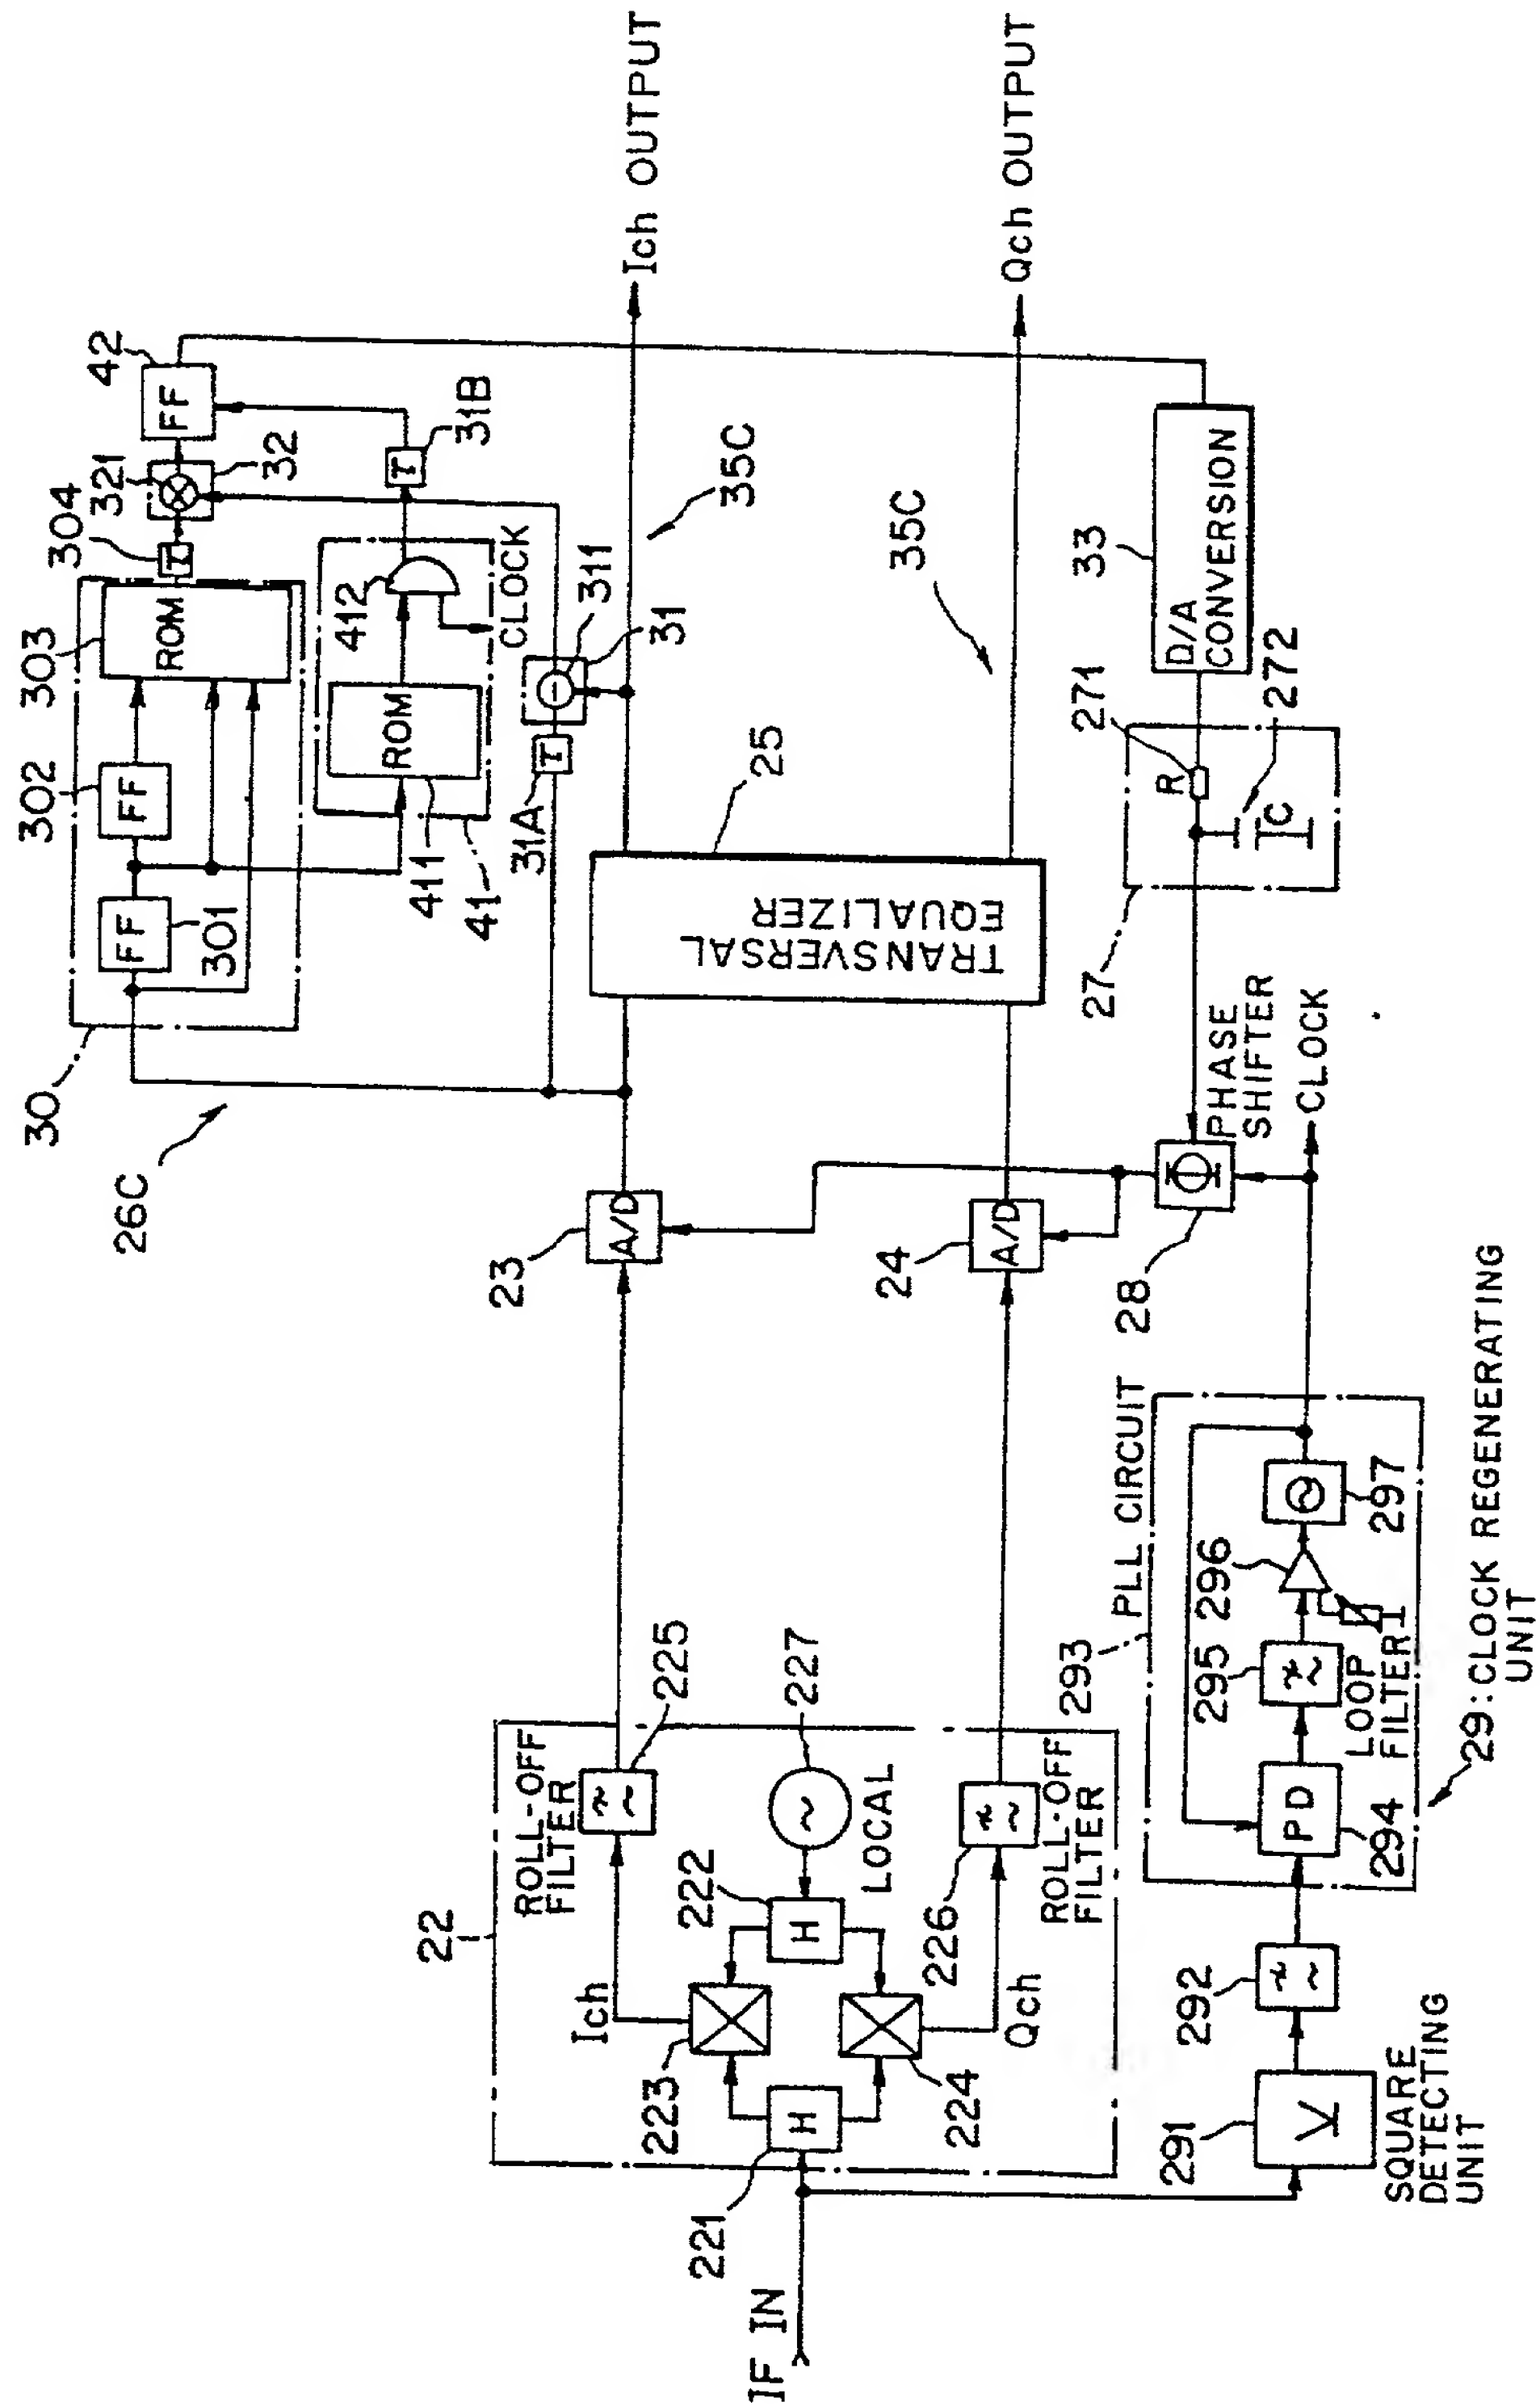 IF IN
221
H
223
224
Ich
Qch
222
H
LOCAL
227
22
ROLL-OFF
FILTER
225
226
ROLL-OFF
FILTER
291
V
SQUARE
DETECTING
UNIT
292
293
PLL CIRCUIT
PD
294
295
LOOP
FILTER
296
297
29:CLOCK REGENERATING
UNIT
23
A/D
24
A/D
28
PHASE
SHIFTER
CLOCK
26C
30
FF
301
FF
302
303
ROM
304
T
321
32
42
FF
41
411
ROM
412
CLOCK
31B
T
31A
T
311
31
TRANSVERSAL
EQUALIZER
25
35C
35C
Ich OUTPUT
Qch OUTPUT
27
R
271
C
272
D/A
CONVERSION
33